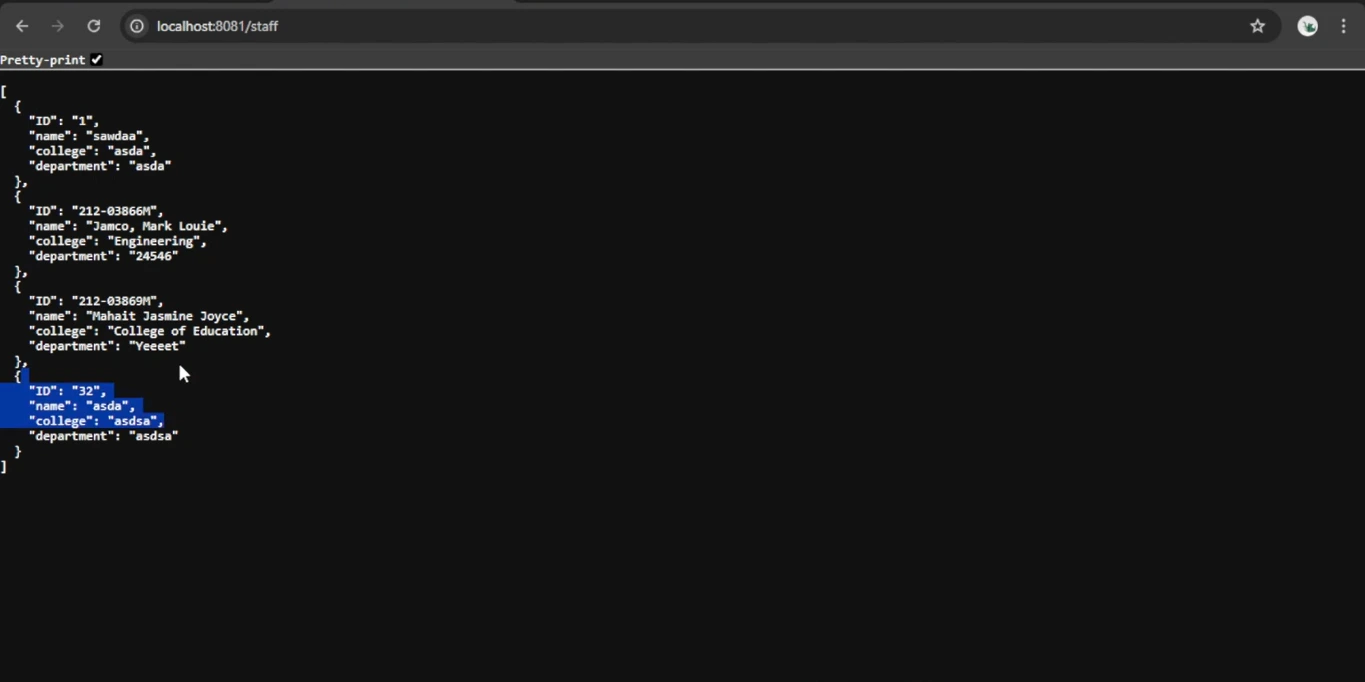 localhost:8081/staff
Pretty-print
[
  {
    "ID": "1",
    "name": "sawdaa",
    "college": "asda",
    "department": "asda"
  },
  {
    "ID": "212-03866M",
    "name": "Jamco, Mark Louie",
    "college": "Engineering",
    "department": "24546"
  },
  {
    "ID": "212-03869M",
    "name": "Mahait Jasmine Joyce",
    "college": "College of Education",
    "department": "Yeeeet"
  },
  {
    "ID": "32",
    "name": "asda",
    "college": "asdsa",
    "department": "asdsa"
  }
]